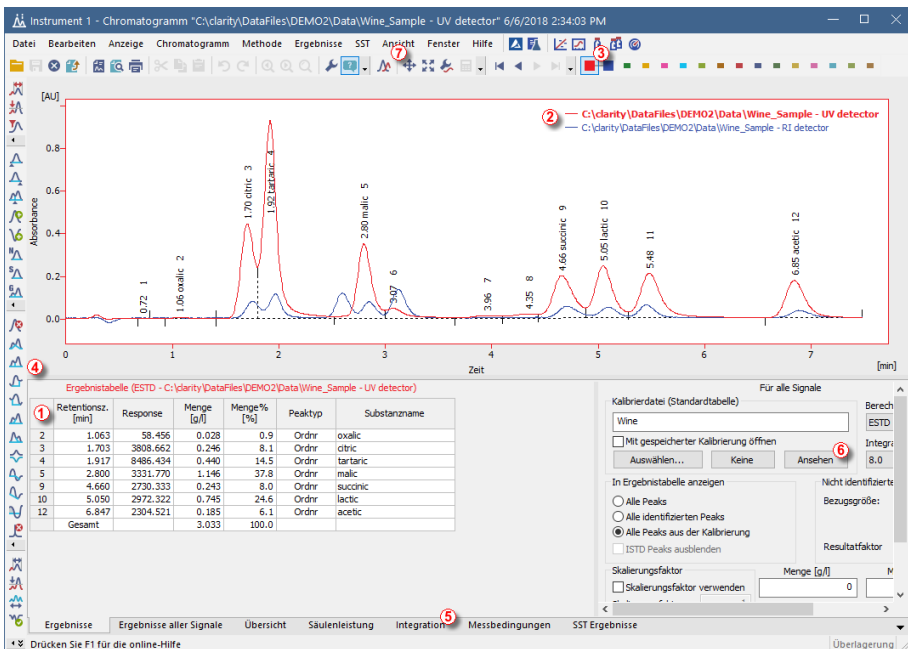 Instrument 1 - Chromatogram "C:\clarity\DataFiles\DEMO2\Data\Wine_Sample - UV detector" 6/6/2018 2:34:03 PM
Datei Bearbeiten Anzeige Chromatogramm Methode Ergebnisse SST Ansicht Fenster Hilfe
7
3
[AU]
2
C:\clarity\DataFiles\DEMO2\Data\Wine_Sample - UV detector
C:\clarity\DataFiles\DEMO2\Data\Wine_Sample - RI detector
Absorbance
0.8
0.6
0.4
0.2
0.0
0.72 1
1.06 oxalic 2
1.70 citric 3
1.92 tartaric 4
2.80 malic 5
3.07 6
3.96 7
4.35 8
4.66 succinic 9
5.05 lactic 10
5.48 11
6.85 acetic 12
0 1 2 3 4 5 6 7
Zeit
[min]
4
Ergebnistabelle (ESTD - C:\clarity\DataFiles\DEMO2\Data\Wine_Sample - UV detector)
1
Retentionsz. [min] Response Menge [g/l] Menge% [%] Peaktyp Substanzname
2 1.063 58.456 0.028 0.9 Ordnr oxalic
3 1.703 3808.662 0.246 8.1 Ordnr citric
4 1.917 8486.434 0.440 14.5 Ordnr tartaric
5 2.800 3331.770 1.146 37.8 Ordnr malic
9 4.660 2730.333 0.243 8.0 Ordnr succinic
10 5.050 2972.322 0.745 24.6 Ordnr lactic
12 6.847 2304.521 0.185 6.1 Ordnr acetic
Gesamt 3.033 100.0
Für alle Signale
Kalibrierdatei (Standardtabelle)
Wine
Mit gespeicherter Kalibrierung öffnen
Auswählen... Keine Ansehen
6
Berech
ESTD
Integra
8.0
In Ergebnistabelle anzeigen
Alle Peaks
Alle identifizierten Peaks
Alle Peaks aus der Kalibrierung
ISTD Peaks ausblenden
Nicht identifizierte
Bezugsgröße:
Resultatfaktor
Skalierungsfaktor
Skalierungsfaktor verwenden
Menge [g/l]
M
0
5
Ergebnisse Ergebnisse aller Signale Übersicht Säulenleistung Integration Messbedingungen SST Ergebnisse
Drücken Sie F1 für die online-Hilfe
Überlagerung